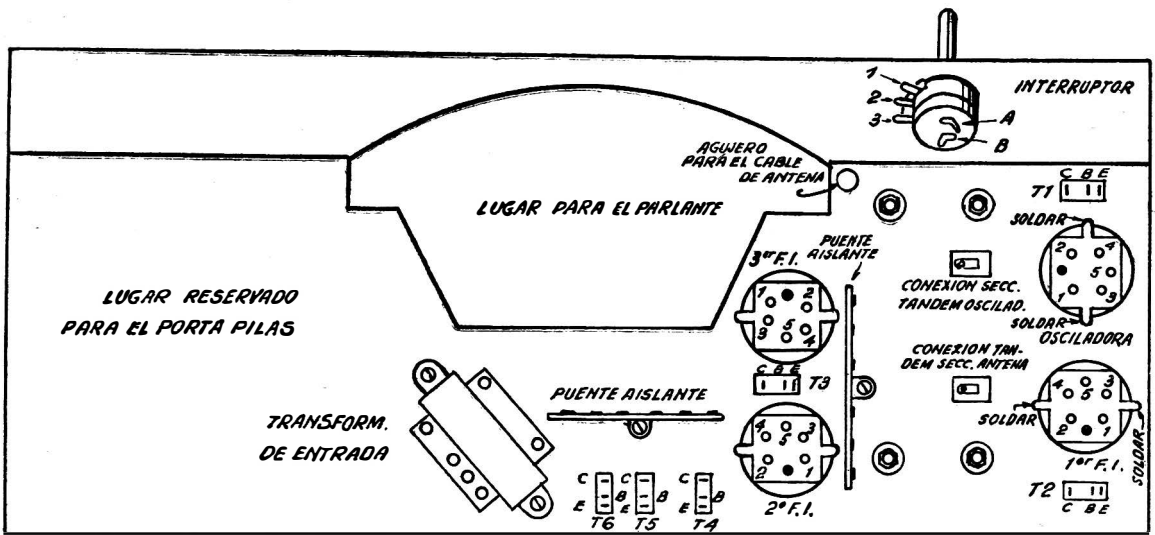 1
2
3
A
B
INTERRUPTOR
AGUJERO
PARA EL CABLE
DE ANTENA
LUGAR PARA EL PARLANTE
C B E
T1
SOLDAR
2 4
5
1 3
SOLDAR
OSCILADORA
CONEXION SECC.
TANDEM OSCILAD.
PUENTE
AISLANTE
3er F.I.
1 2
3 5 4
LUGAR RESERVADO
PARA EL PORTA PILAS
CONEXION TAN-
DEM SECC. ANTENA
C B E
T3
PUENTE AISLANTE
TRANSFORM.
DE ENTRADA
4 3
5
2 1
2º F.I.
4 3
5
2 1
SOLDAR
SOLDAR
1er F.I.
T2
C B E
C
B
E
T6
C
B
E
T5
C
B
E
T4